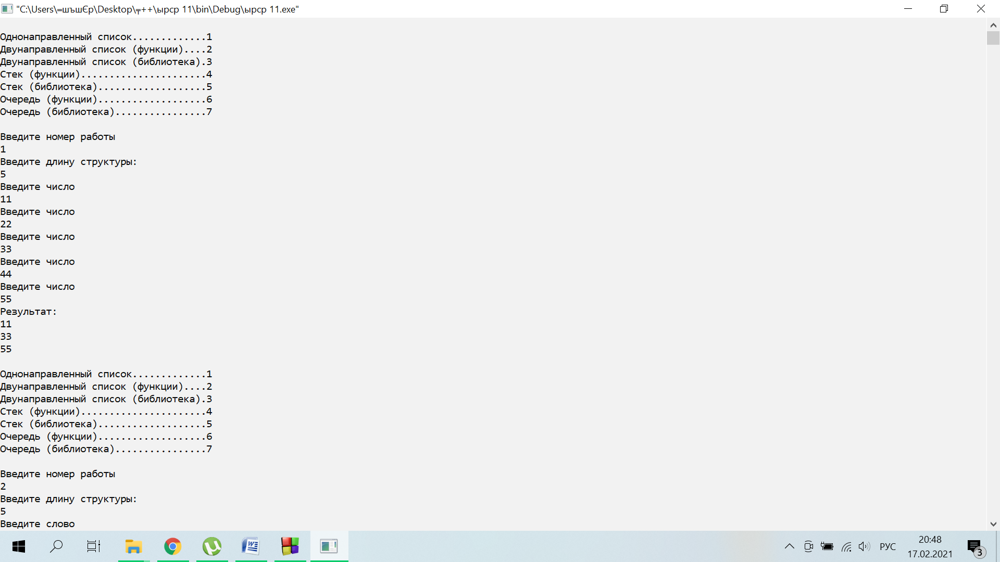 "C:\Users\═шъшЄр\Desktop\╤++\ырср 11\bin\Debug\ырср 11.exe"
Однонаправленный список.............1
Двунаправленный список (функции)....2
Двунаправленный список (библиотека).3
Стек (функции)......................4
Стек (библиотека)...................5
Очередь (функции)...................6
Очередь (библиотека)................7
Введите номер работы
1
Введите длину структуры:
5
Введите число
11
Введите число
22
Введите число
33
Введите число
44
Введите число
55
Результат:
11
33
55
Однонаправленный список.............1
Двунаправленный список (функции)....2
Двунаправленный список (библиотека).3
Стек (функции)......................4
Стек (библиотека)...................5
Очередь (функции)...................6
Очередь (библиотека)................7
Введите номер работы
2
Введите длину структуры:
5
Введите слово
РУС
20:48
17.02.2021
3